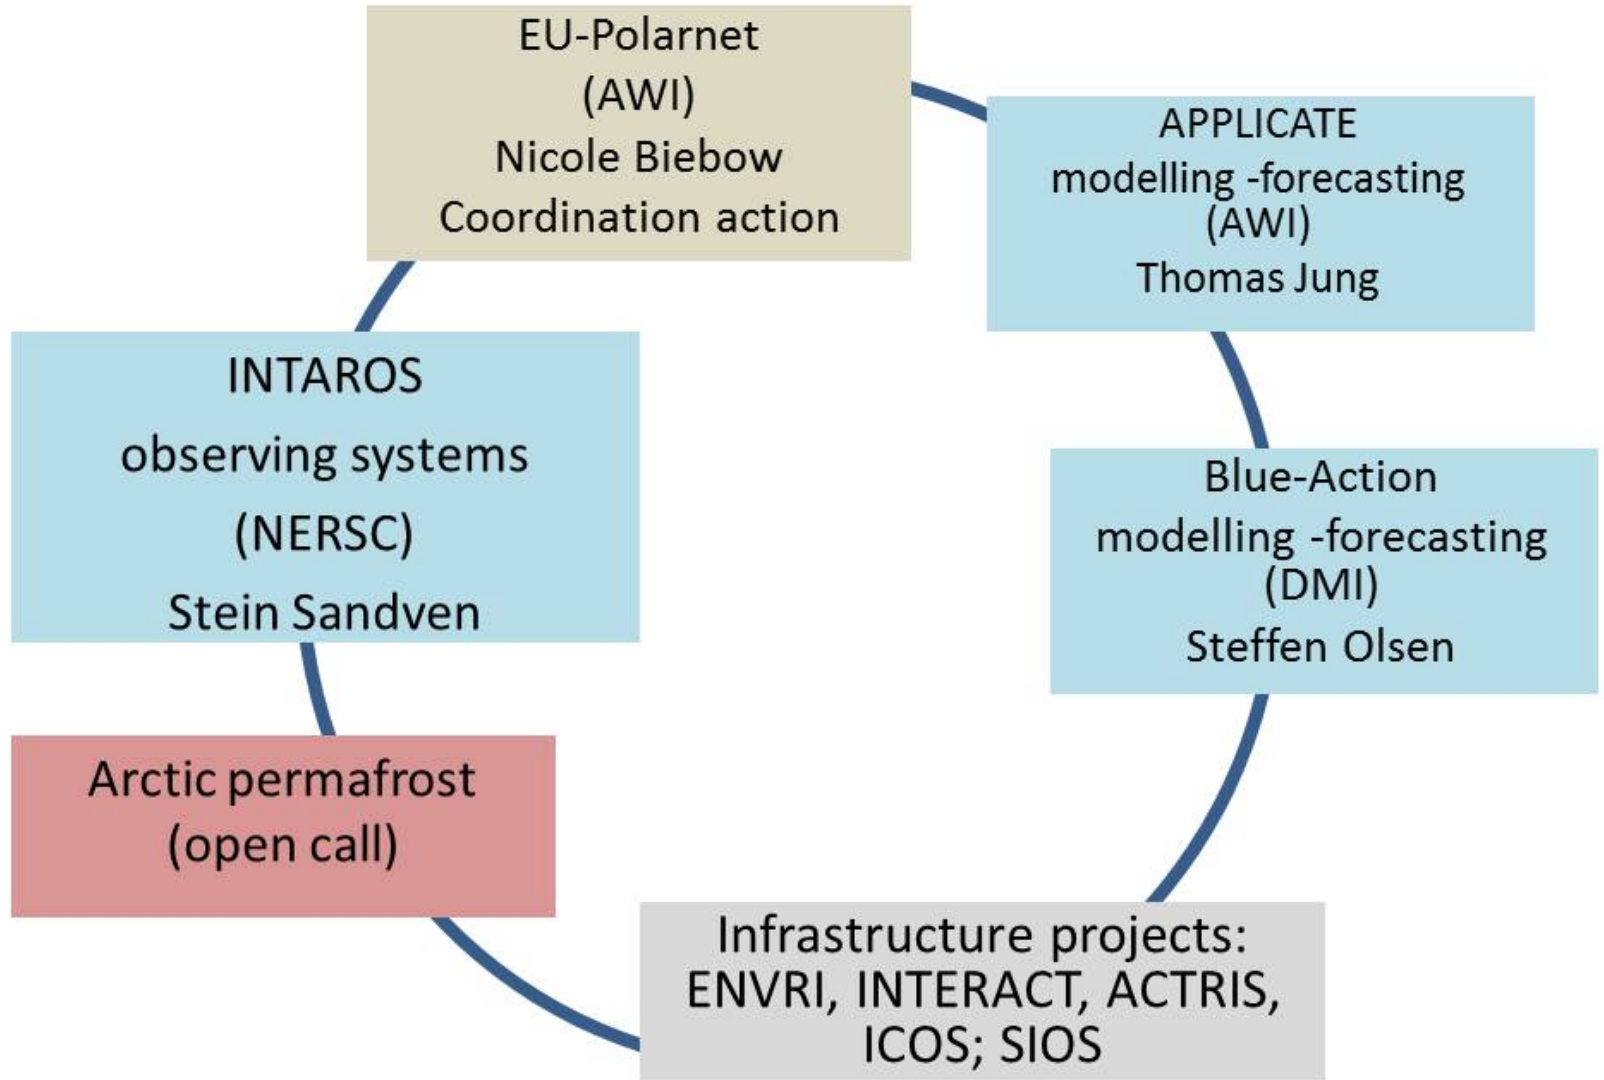 EU-Polarnet
(AWI)
Nicole Biebow
Coordination action
APPLICATE
modelling -forecasting
(AWI)
Thomas Jung
INTAROS
observing systems
(NERSC)
Stein Sandven
Blue-Action
modelling -forecasting
(DMI)
Steffen Olsen
Arctic permafrost
(open call)
Infrastructure projects:
ENVRI, INTERACT, ACTRIS,
ICOS; SIOS